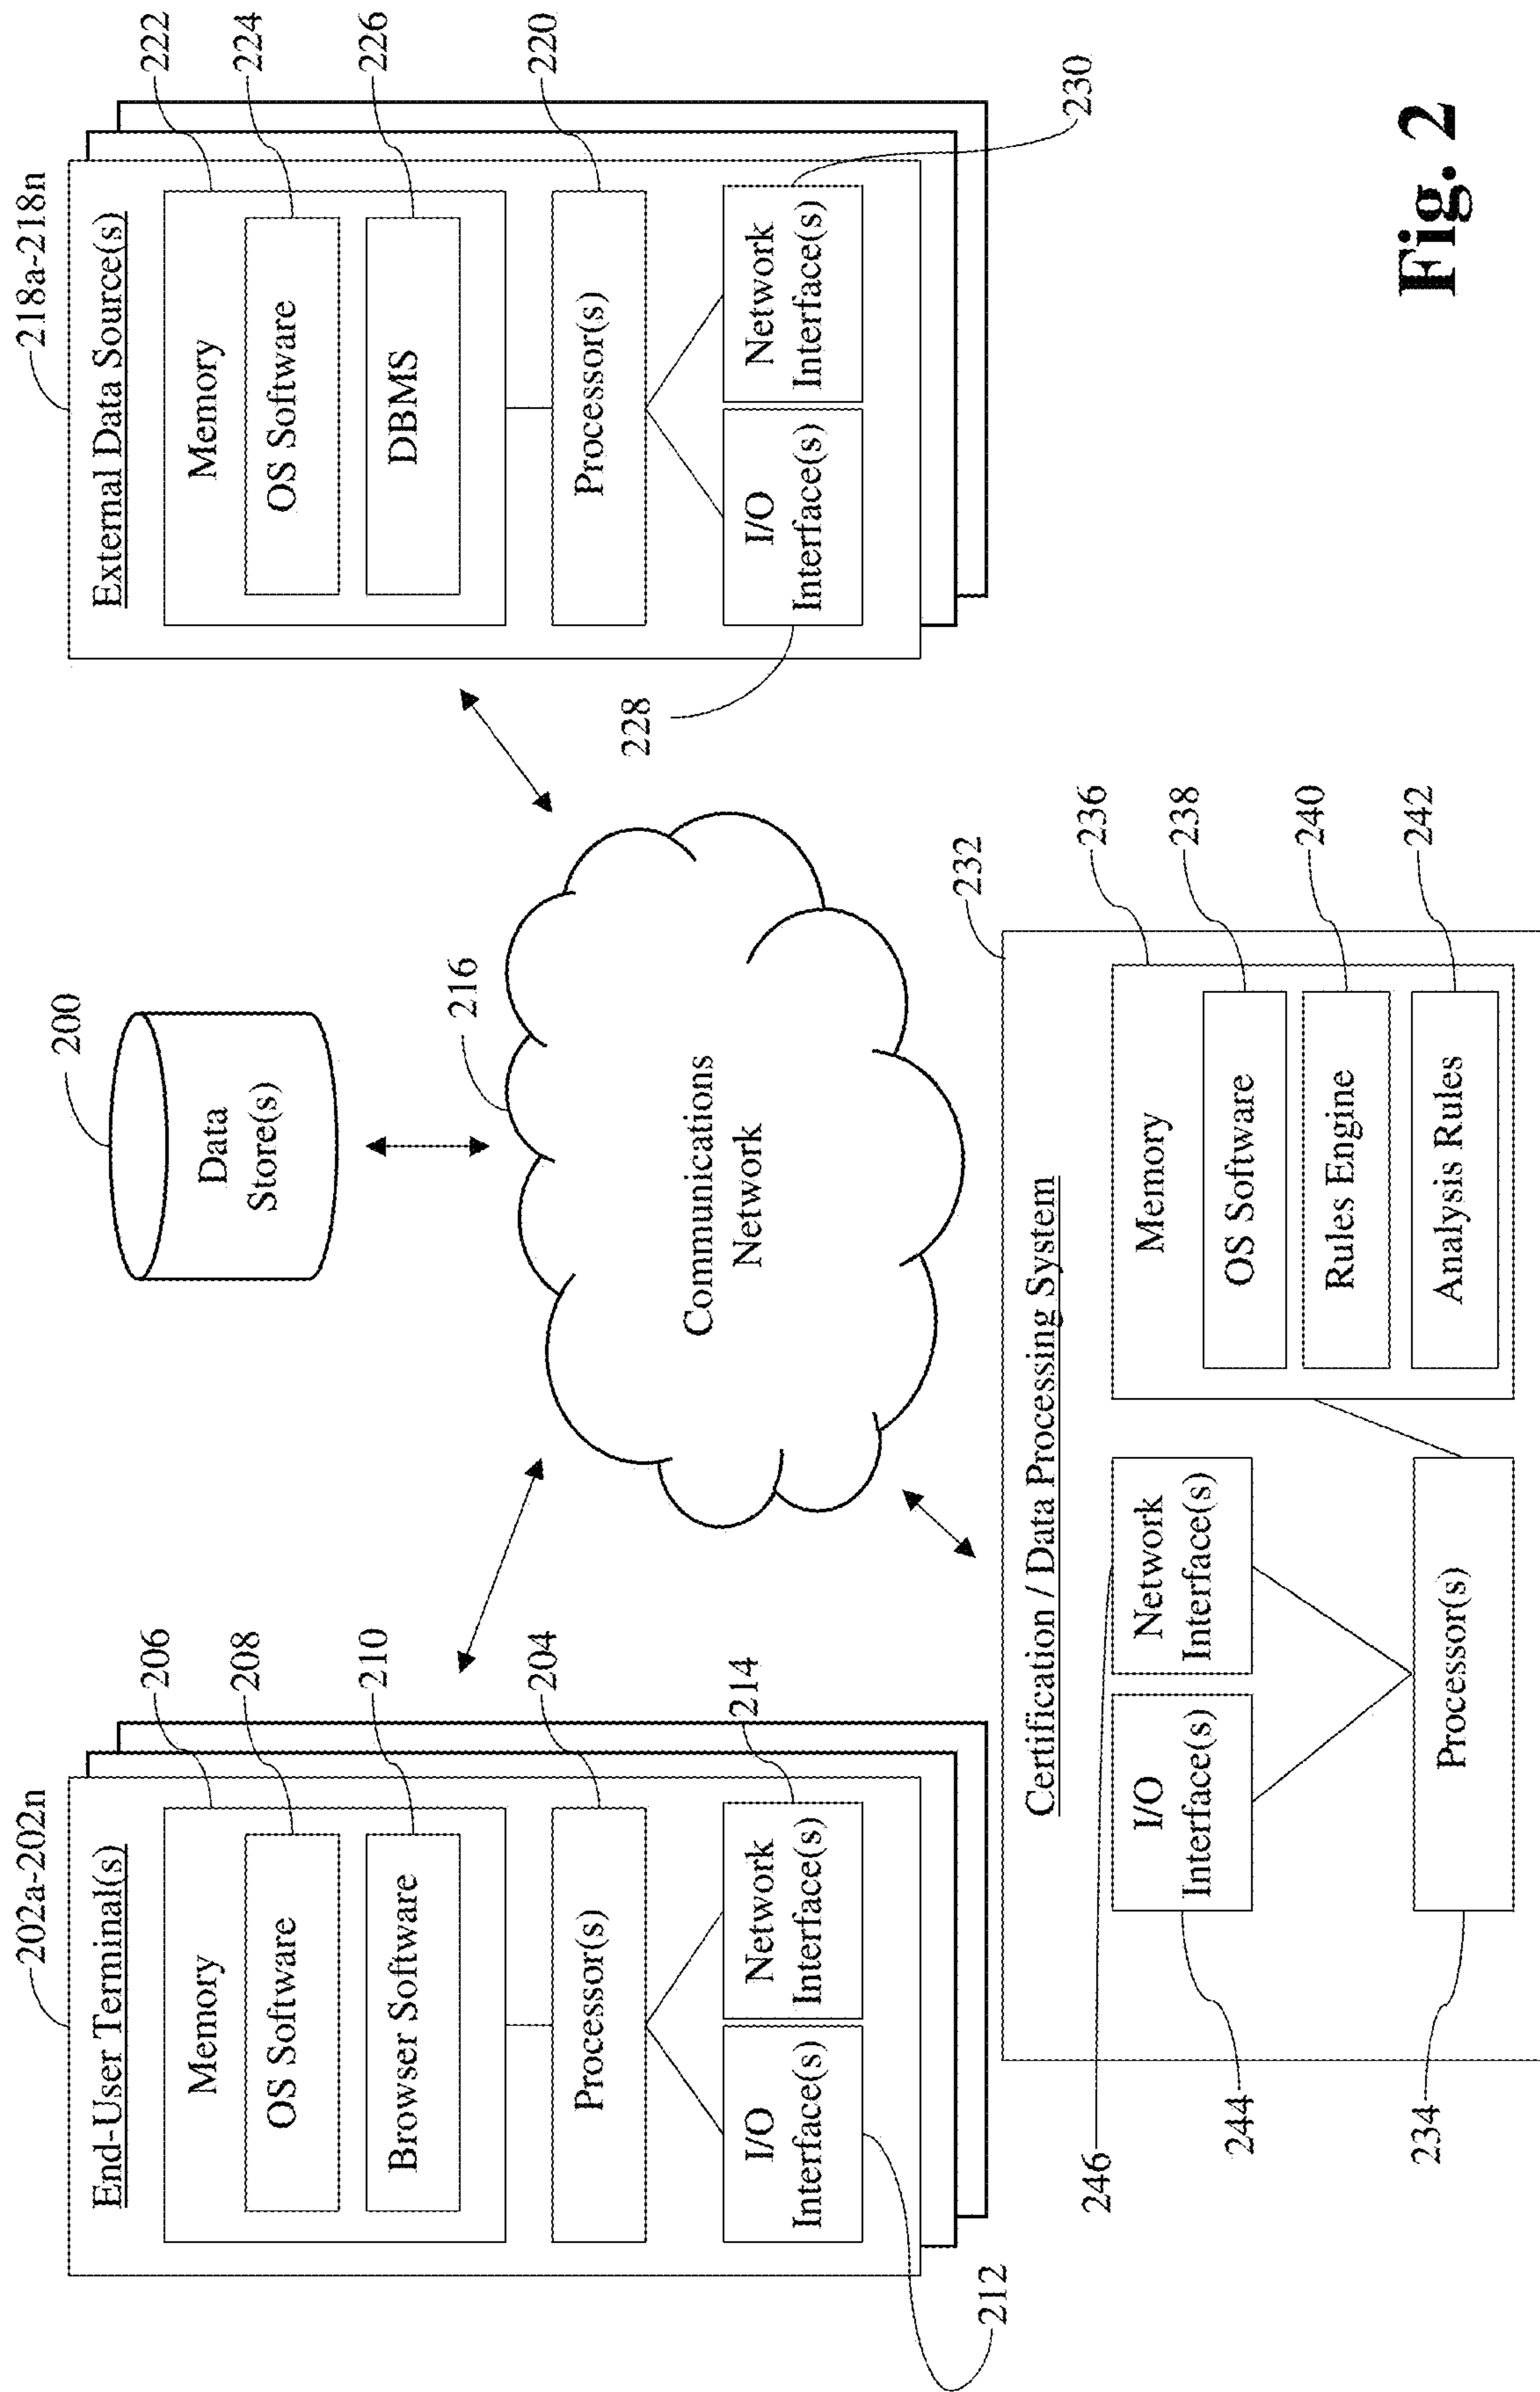 202a-202n
End-User Terminal(s)
Memory
206
OS Software
208
Browser Software
210
Processor(s)
204
I/O
Interface(s)
Network
Interface(s)
214
212
200
Data
Store(s)
216
Communications
Network
218a-218n
External Data Source(s)
Memory
222
OS Software
224
DBMS
226
Processor(s)
220
I/O
Interface(s)
Network
Interface(s)
228
230
232
Certification / Data Processing System
246
I/O
Interface(s)
Network
Interface(s)
244
Processor(s)
234
Memory
236
OS Software
238
Rules Engine
240
Analysis Rules
242
Fig. 2